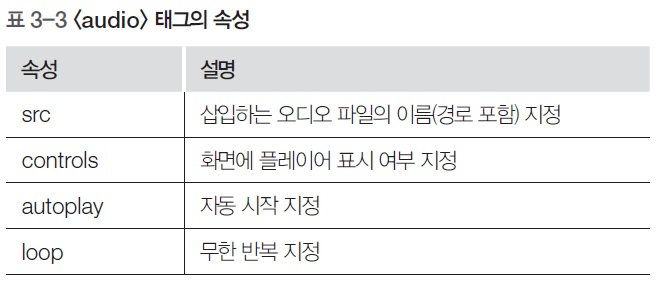 표 3-3 <audio> 태그의 속성
속성 설명
src 삽입하는 오디오 파일의 이름(경로 포함) 지정
controls 화면에 플레이어 표시 여부 지정
autoplay 자동 시작 지정
loop 무한 반복 지정